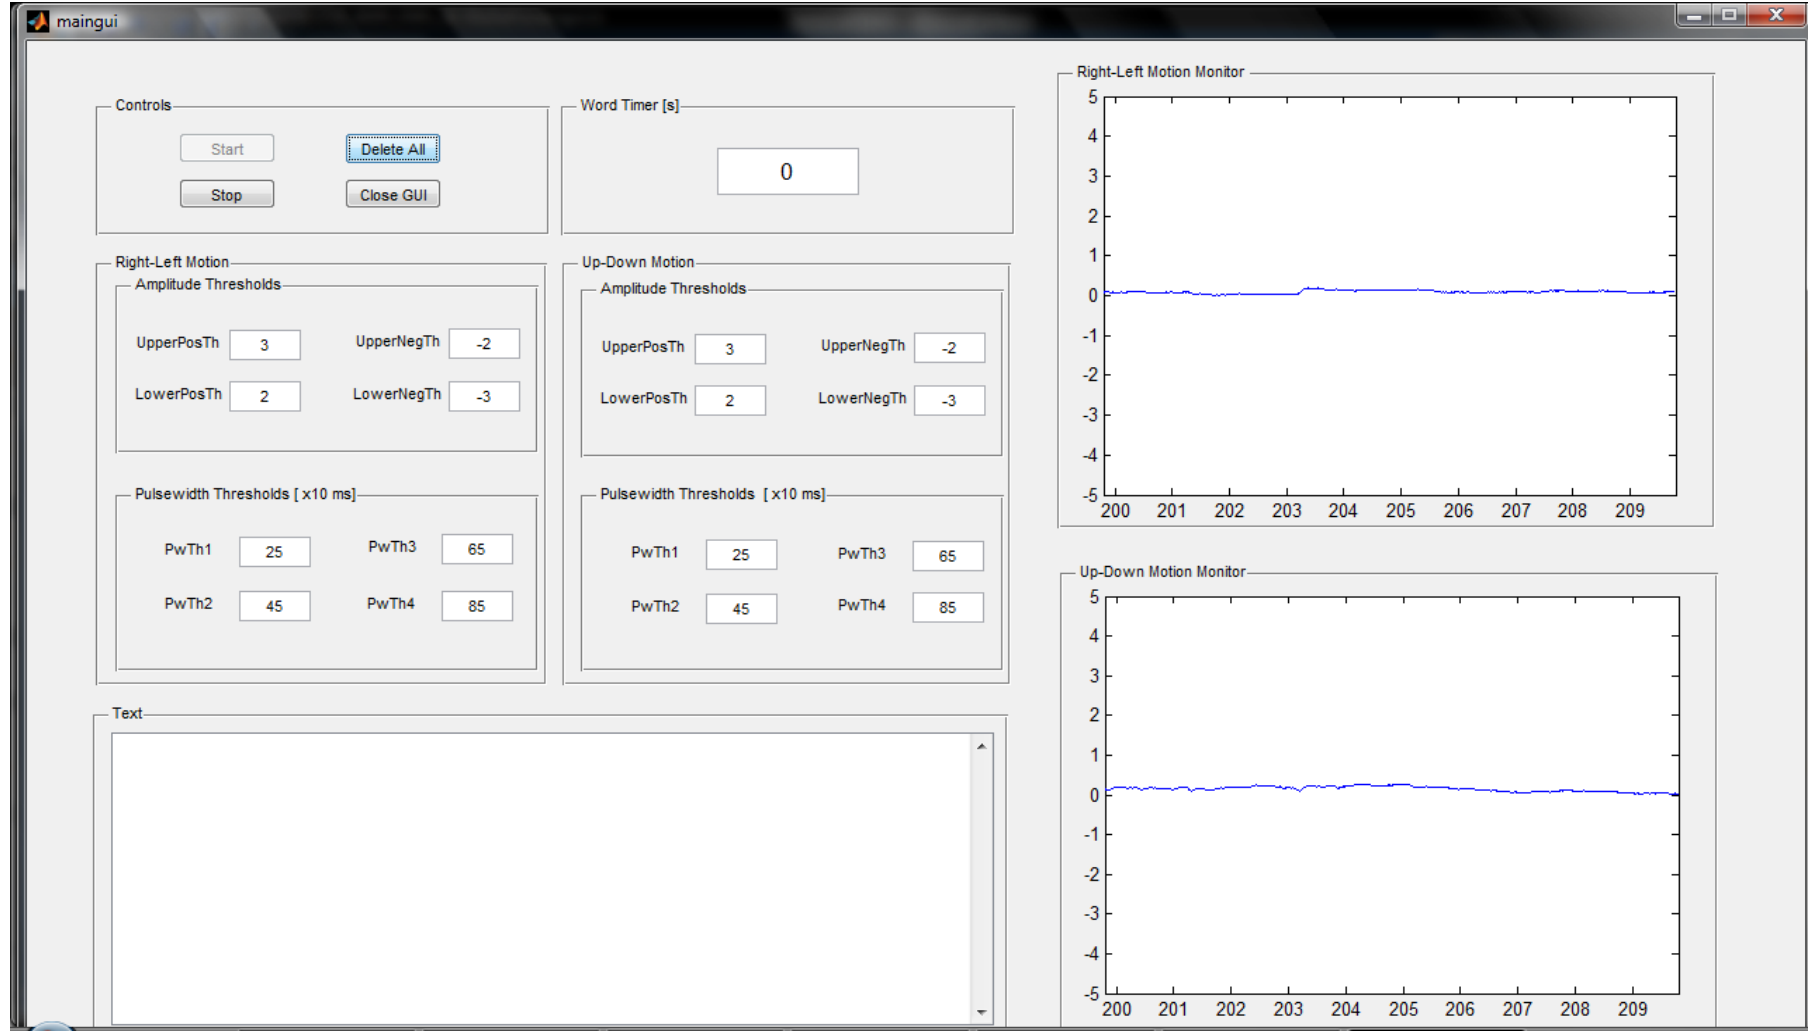 maingui
Controls
Start
Delete All
Stop
Close GUI
Word Timer [s]
0
Right-Left Motion
Amplitude Thresholds
UpperPosTh 3
UpperNegTh -2
LowerPosTh 2
LowerNegTh -3
Pulsewidth Thresholds [ x10 ms]
PwTh1 25
PwTh3 65
PwTh2 45
PwTh4 85
Up-Down Motion
Amplitude Thresholds
UpperPosTh 3
UpperNegTh -2
LowerPosTh 2
LowerNegTh -3
Pulsewidth Thresholds [ x10 ms]
PwTh1 25
PwTh3 65
PwTh2 45
PwTh4 85
Text
Right-Left Motion Monitor
5
4
3
2
1
0
-1
-2
-3
-4
-5
200 201 202 203 204 205 206 207 208 209
Up-Down Motion Monitor
5
4
3
2
1
0
-1
-2
-3
-4
-5
200 201 202 203 204 205 206 207 208 209